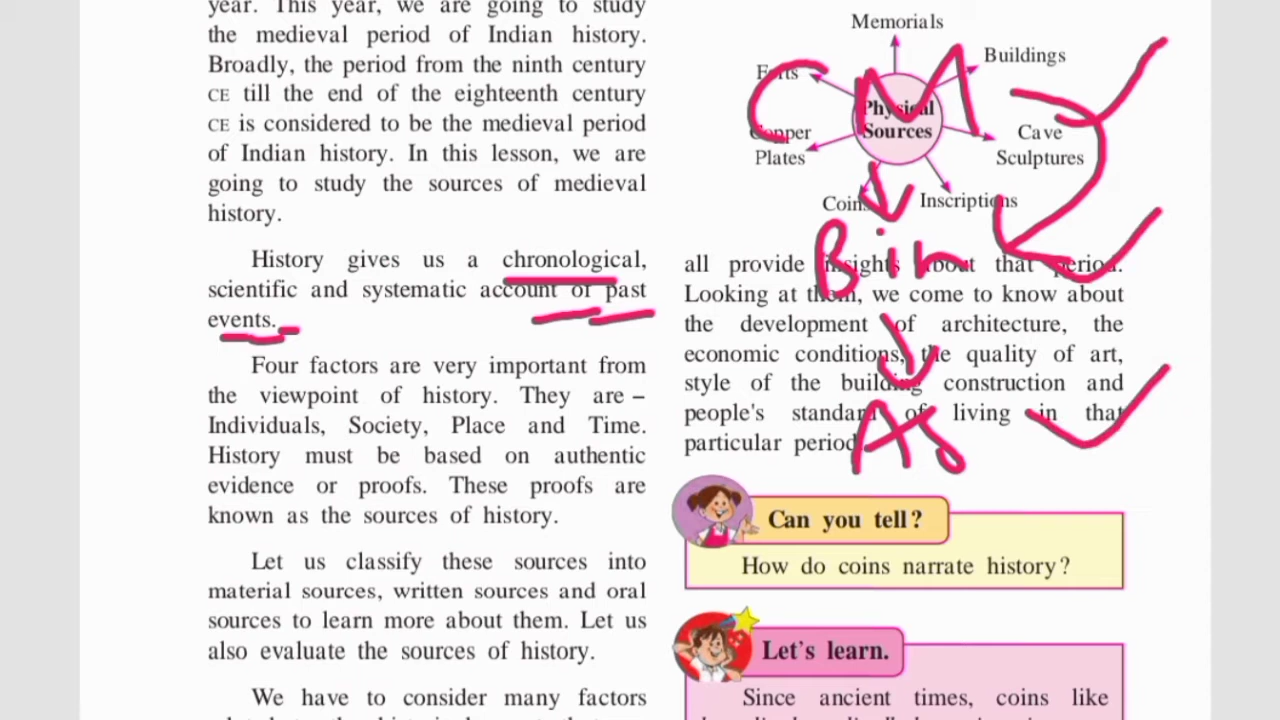 year. This year, we are going to study
the medieval period of Indian history.
Broadly, the period from the ninth century
CE till the end of the eighteenth century
CE is considered to be the medieval period
of Indian history. In this lesson, we are
going to study the sources of medieval
history.
History gives us a chronological,
scientific and systematic account of past
events.
Four factors are very important from
the viewpoint of history. They are –
Individuals, Society, Place and Time.
History must be based on authentic
evidence or proofs. These proofs are
known as the sources of history.
Let us classify these sources into
material sources, written sources and oral
sources to learn more about them. Let us
also evaluate the sources of history.
We have to consider many factors
Memorials
Buildings
Forts
Physical
Sources
Copper
Plates
Cave
Sculptures
Coins
Inscriptions
CM
Bin
As
all provide insights about that period.
Looking at them, we come to know about
the development of architecture, the
economic conditions, the quality of art,
style of the building construction and
people's standard of living in that
particular period
Can you tell?
How do coins narrate history?
Let's learn.
Since ancient times, coins like